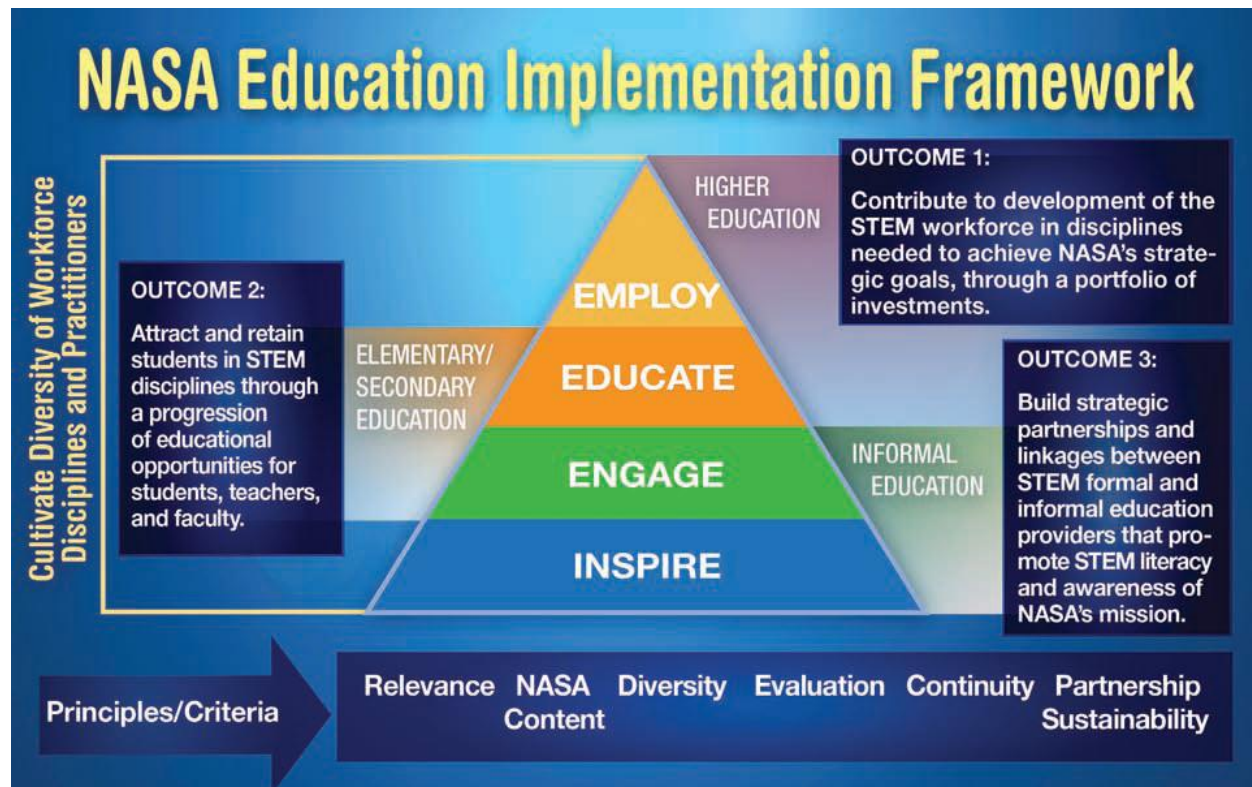 NASA Education Implementation Framework
Cultivate Diversity of Workforce
Disciplines and Practitioners
HIGHER
EDUCATION
OUTCOME 1:
Contribute to development of the
STEM workforce in disciplines
needed to achieve NASA's strate-
gic goals, through a portfolio of
investments.
OUTCOME 2:
Attract and retain
students in STEM
disciplines through
a progression
of educational
opportunities for
students, teachers,
and faculty.
ELEMENTARY/
SECONDARY
EDUCATION
EMPLOY
EDUCATE
ENGAGE
INSPIRE
INFORMAL
EDUCATION
OUTCOME 3:
Build strategic
partnerships and
linkages between
STEM formal and
informal education
providers that pro-
mote STEM literacy
and awareness of
NASA's mission.
Principles/Criteria
Relevance NASA Diversity Evaluation Continuity Partnership
Content Sustainability